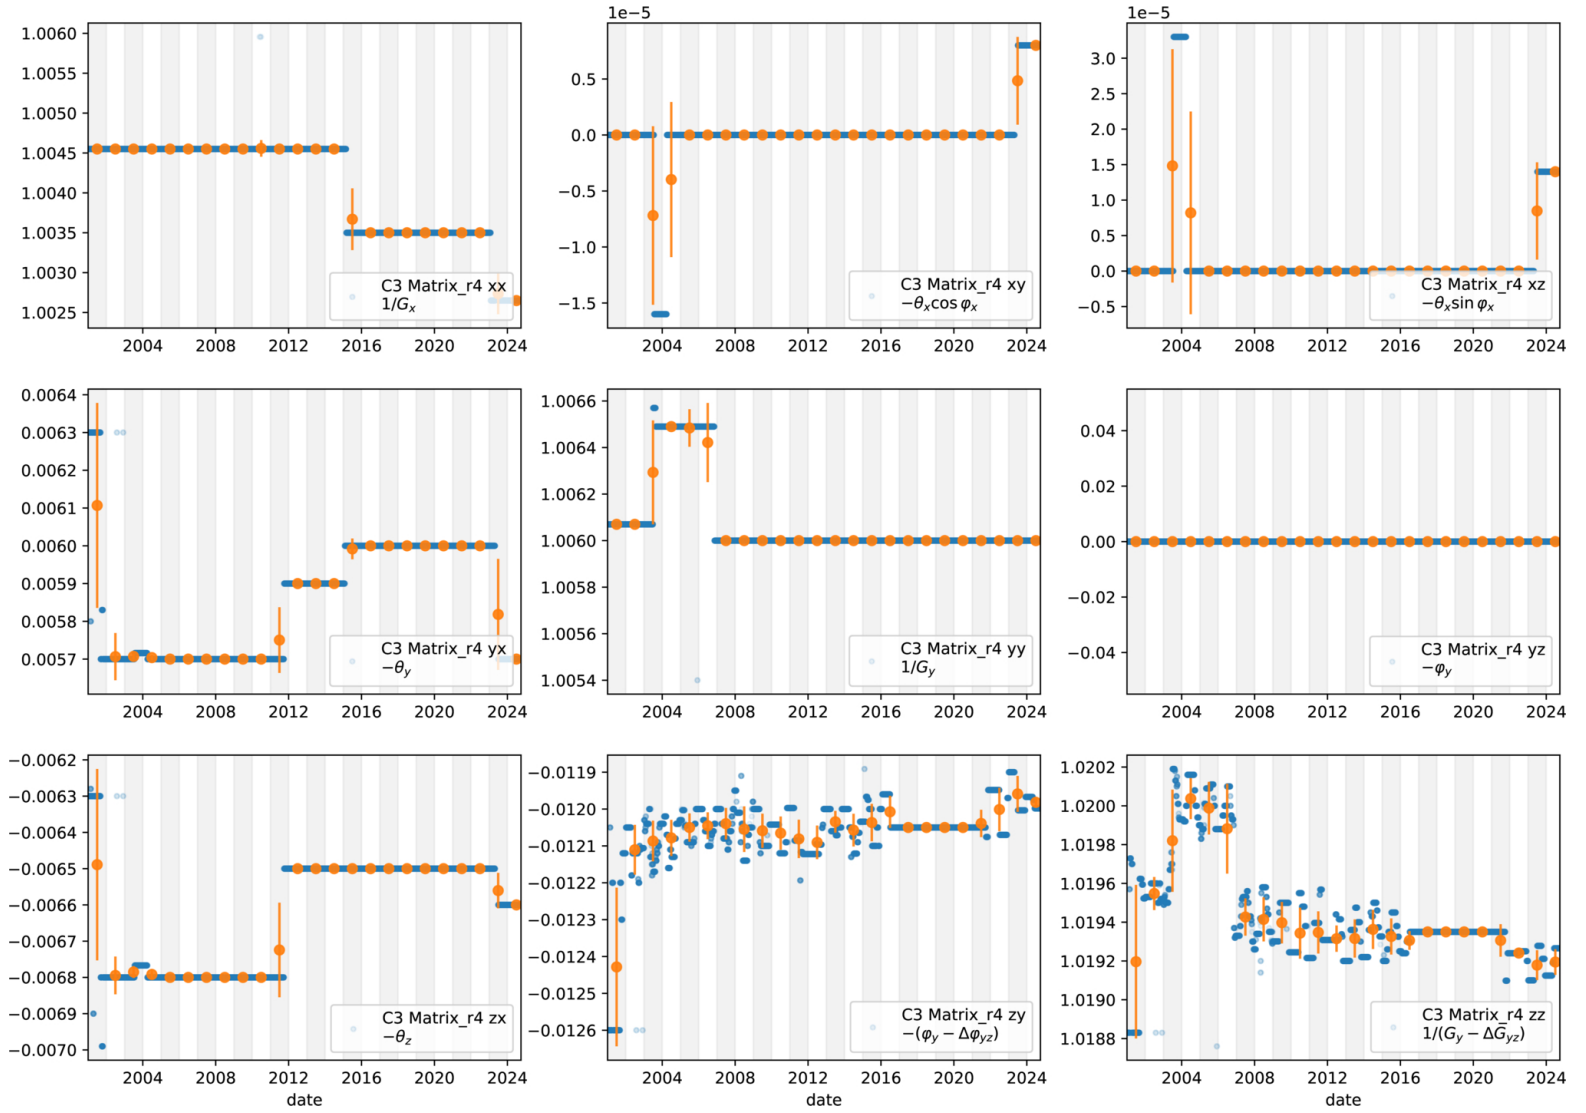 1e−5
1e−5
1.0060
1.0055
1.0050
1.0045
1.0040
1.0035
1.0030
1.0025
C3 Matrix_r4 xx
1/Gₓ
2004 2008 2012 2016 2020 2024
0.5
0.0
−0.5
−1.0
−1.5
C3 Matrix_r4 xy
−θₓcos φₓ
2004 2008 2012 2016 2020 2024
3.0
2.5
2.0
1.5
1.0
0.5
0.0
−0.5
C3 Matrix_r4 xz
−θₓsin φₓ
2004 2008 2012 2016 2020 2024
0.0064
0.0063
0.0062
0.0061
0.0060
0.0059
0.0058
0.0057
C3 Matrix_r4 yx
−θ_y
2004 2008 2012 2016 2020 2024
1.0066
1.0064
1.0062
1.0060
1.0058
1.0056
1.0054
C3 Matrix_r4 yy
1/G_y
2004 2008 2012 2016 2020 2024
0.04
0.02
0.00
−0.02
−0.04
C3 Matrix_r4 yz
−φ_y
2004 2008 2012 2016 2020 2024
−0.0062
−0.0063
−0.0064
−0.0065
−0.0066
−0.0067
−0.0068
−0.0069
−0.0070
C3 Matrix_r4 zx
−θ_z
2004 2008 2012 2016 2020 2024
date
−0.0119
−0.0120
−0.0121
−0.0122
−0.0123
−0.0124
−0.0125
−0.0126
C3 Matrix_r4 zy
−(φ_y − Δφ_yz)
2004 2008 2012 2016 2020 2024
date
1.0202
1.0200
1.0198
1.0196
1.0194
1.0192
1.0190
1.0188
C3 Matrix_r4 zz
1/(G_y − ΔG_yz)
2004 2008 2012 2016 2020 2024
date